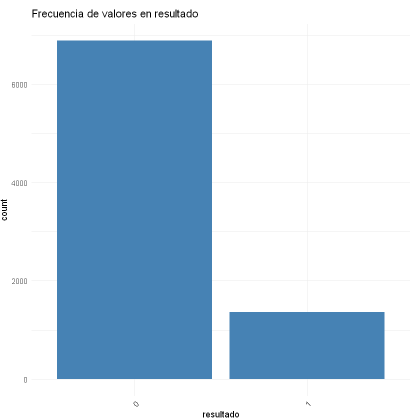 Frecuencia de valores en resultado
6000
4000
2000
0
count
0
1
resultado